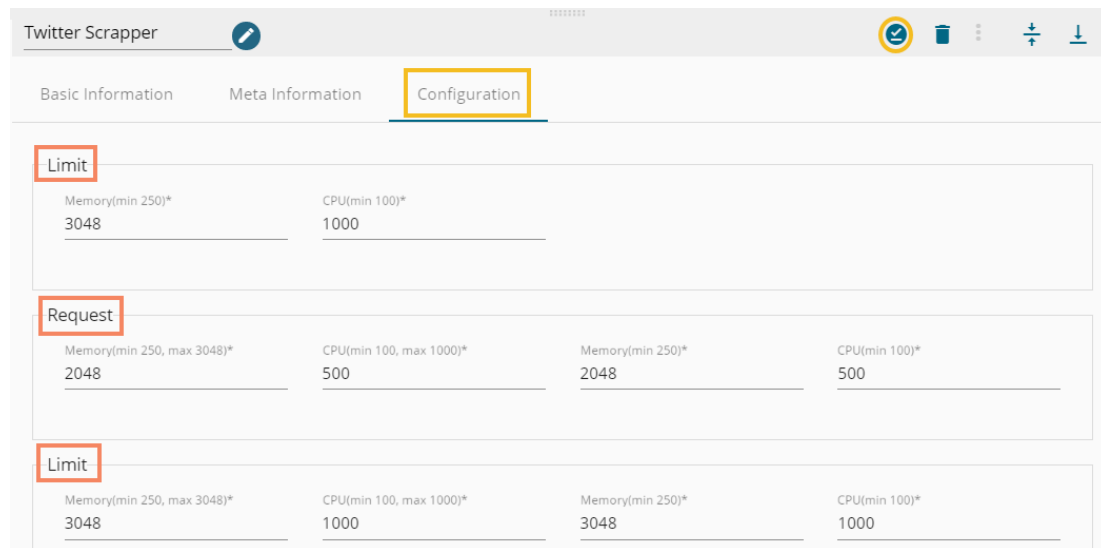 Twitter Scrapper
Basic Information Meta Information Configuration
Limit
Memory(min 250)* CPU(min 100)*
3048 1000
Request
Memory(min 250, max 3048)* CPU(min 100, max 1000)* Memory(min 250)* CPU(min 100)*
2048 500 2048 500
Limit
Memory(min 250, max 3048)* CPU(min 100, max 1000)* Memory(min 250)* CPU(min 100)*
3048 1000 3048 1000